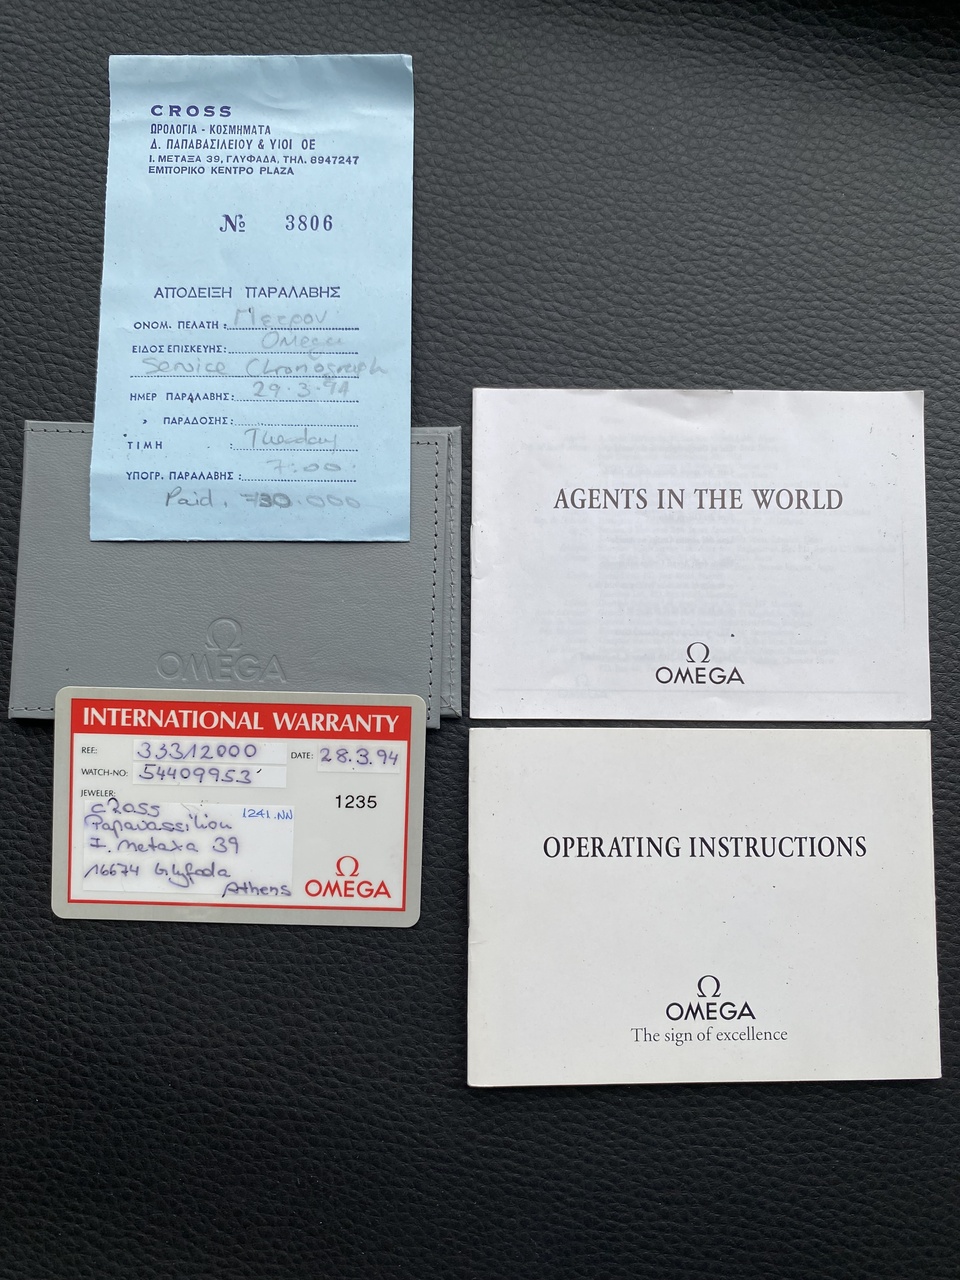 CROSS
ΩΡΟΛΟΓΙΑ - ΚΟΣΜΗΜΑΤΑ
Δ. ΠΑΠΑΒΑΣΙΛΕΙΟΥ & ΥΙΟΙ ΟΕ
Ι. ΜΕΤΑΞΑ 39, ΓΛΥΦΑΔΑ, ΤΗΛ. 8947247
ΕΜΠΟΡΙΚΟ ΚΕΝΤΡΟ PLAZA
№ 3806
ΑΠΟΔΕΙΞΗ ΠΑΡΑΛΑΒΗΣ
ΟΝΟΜ. ΠΕΛΑΤΗ :
ΕΙΔΟΣ ΕΠΙΣΚΕΥΗΣ: Omega
Service Chronograph
ΗΜΕΡ ΠΑΡΑΛΑΒΗΣ: 29.3.94
» ΠΑΡΑΔΟΣΗΣ:
ΤΙΜΗ : Tuesday
7:00
ΥΠΟΓΡ. ΠΑΡΑΛΑΒΗΣ :
Paid.
OMEGA
INTERNATIONAL WARRANTY
REF.: 33312000 DATE: 28.3.94
WATCH-NO: 54409953
JEWELER:
1241.NN
1235
Cross
Papavassiliou
I. Metaxa 39
16674 Glyfada
Athens
OMEGA
AGENTS IN THE WORLD
OMEGA
OPERATING INSTRUCTIONS
OMEGA
The sign of excellence